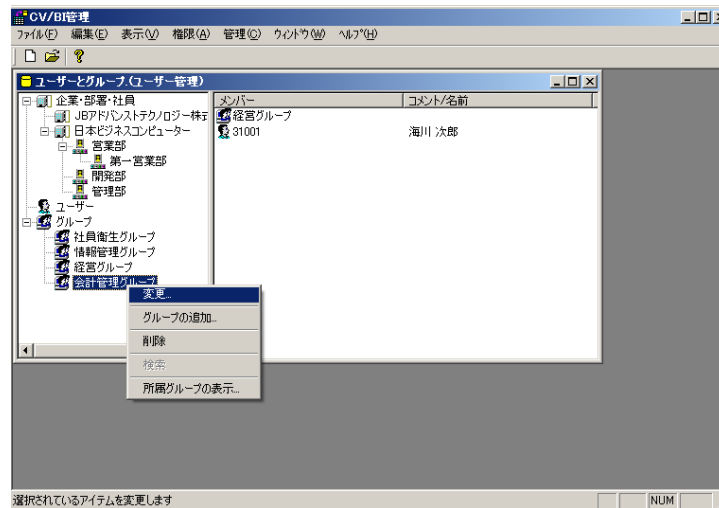 CV/BI管理
ファイル(F) 編集(E) 表示(V) 権限(A) 管理(C) ウィンドウ(W) ヘルプ(H)
ユーザーとグループ.(ユーザー管理)
企業・部署・社員
JBアドバンストテクノロジー株式
日本ビジネスコンピューター
営業部
第一営業部
開発部
管理部
ユーザー
グループ
社員衛生グループ
情報管理グループ
経営グループ
会計管理グループ
メンバー コメント/名前
経営グループ
31001 海川 次郎
変更...
グループの追加...
削除
検索
所属グループの表示...
選択されているアイテムを変更します NUM